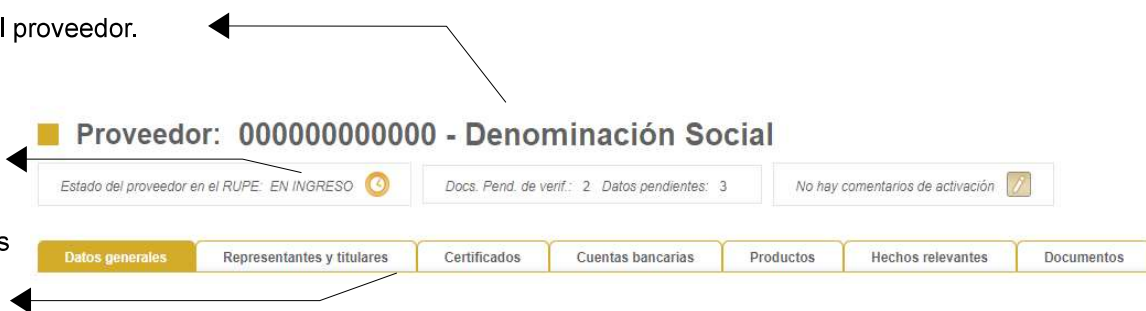 l proveedor.
Proveedor: 000000000000 - Denominación Social
Estado del proveedor en el RUPE: EN INGRESO
Docs. Pend. de verif.: 2 Datos pendientes: 3
No hay comentarios de activación
s
Datos generales
Representantes y titulares
Certificados
Cuentas bancarias
Productos
Hechos relevantes
Documentos